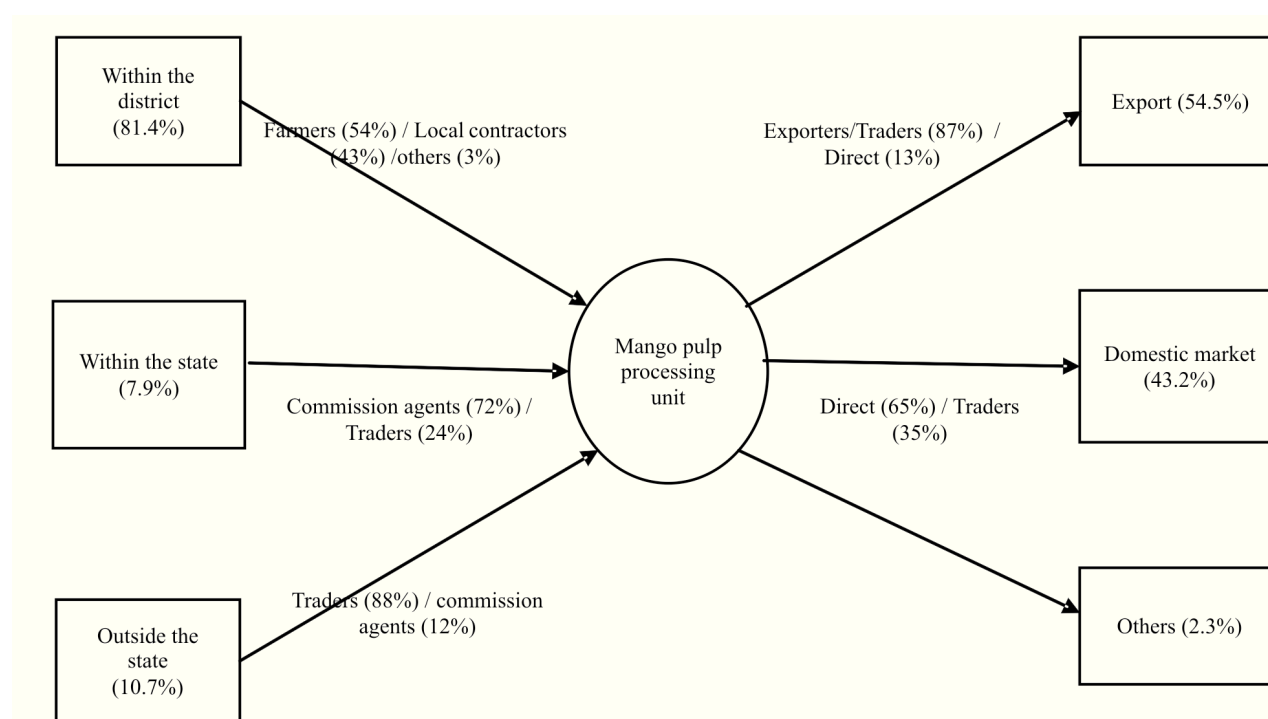 Within the
district
(81.4%)
Farmers (54%) / Local contractors
(43%) /others (3%)
Exporters/Traders (87%)  /
Direct (13%)
Export (54.5%)
Within the state
(7.9%)
Commission agents (72%) /
Traders (24%)
Mango pulp
processing
unit
Direct (65%) / Traders
(35%)
Domestic market
(43.2%)
Outside the
state
(10.7%)
Traders (88%) / commission
agents (12%)
Others (2.3%)